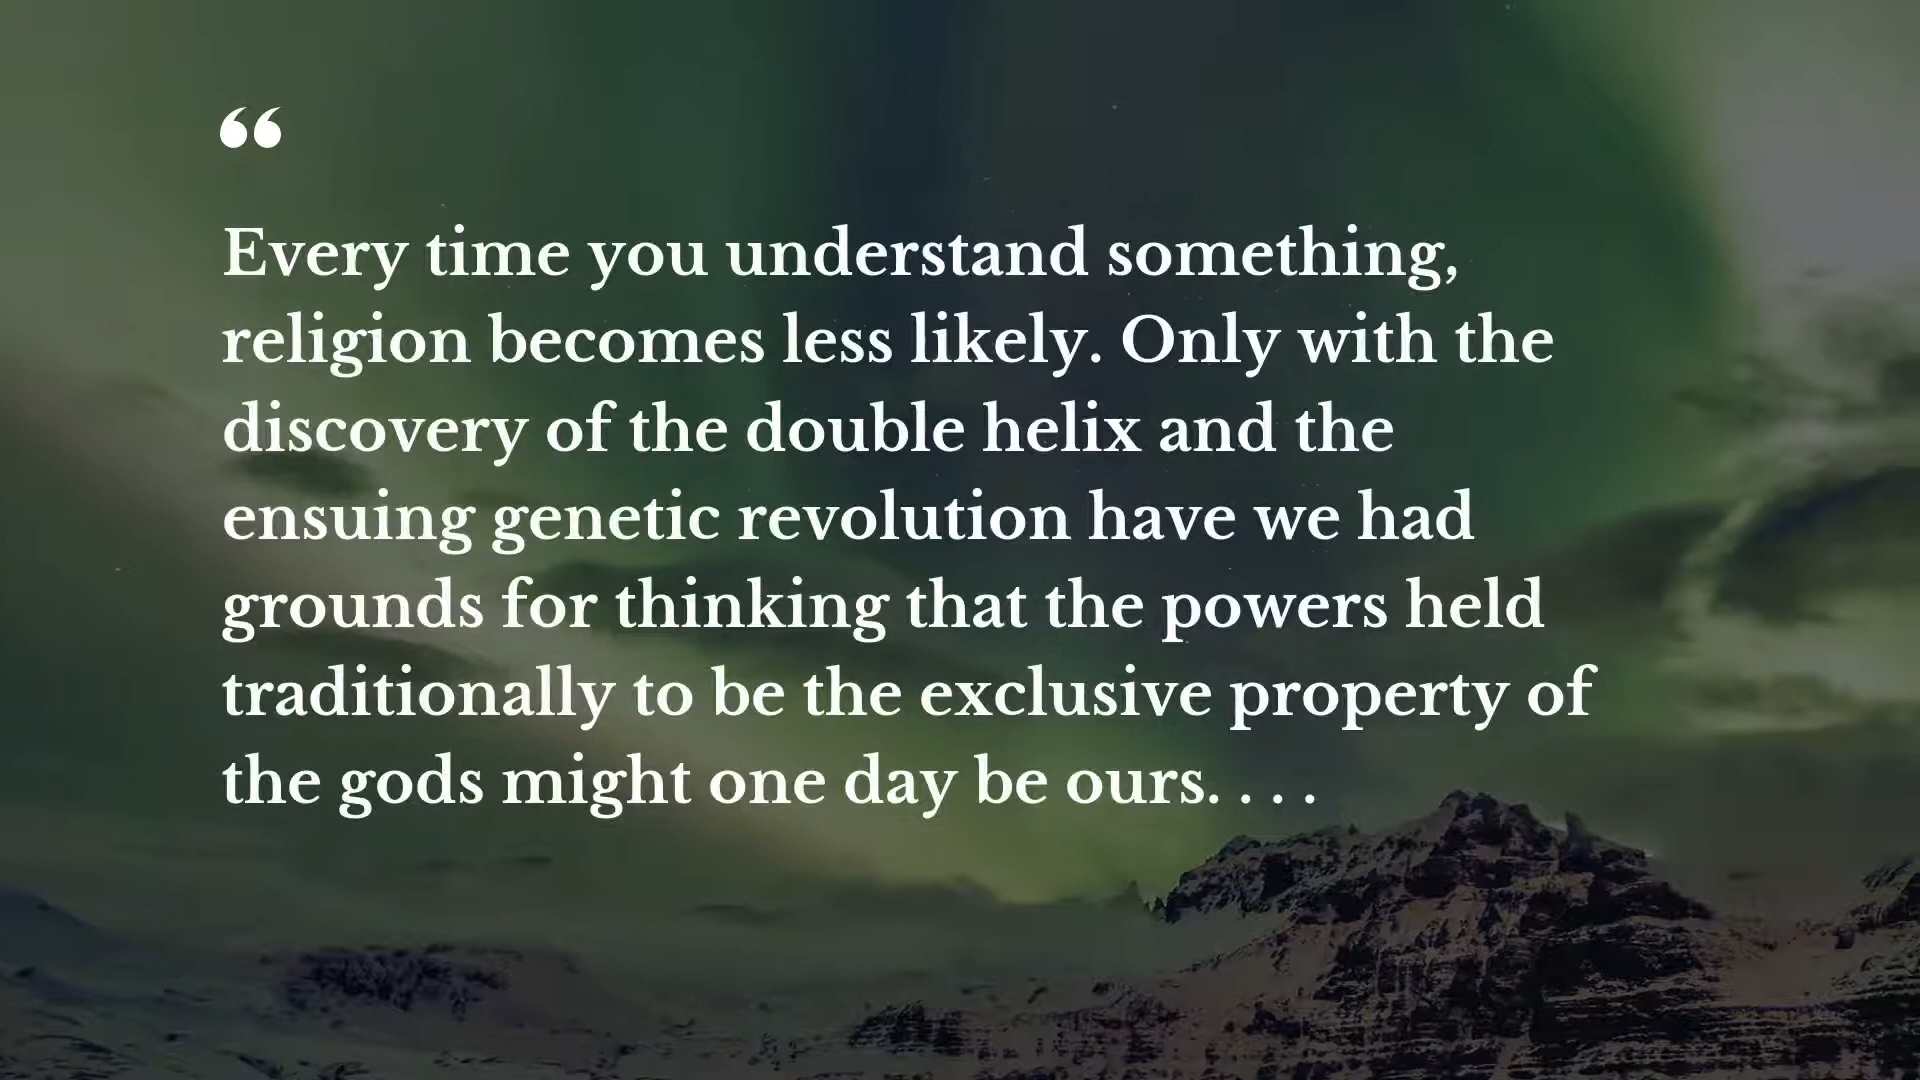 “
Every time you understand something,
religion becomes less likely. Only with the
discovery of the double helix and the
ensuing genetic revolution have we had
grounds for thinking that the powers held
traditionally to be the exclusive property of
the gods might one day be ours. . . .